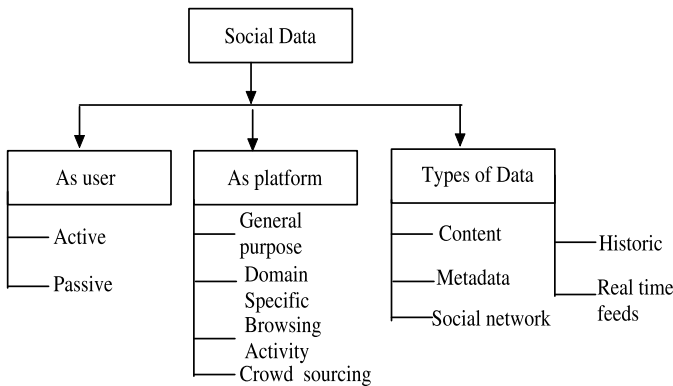 Social Data
As user
Active
Passive
As platform
General
purpose
Domain
Specific
Browsing
Activity
Crowd sourcing
Types of Data
Content
Metadata
Social network
Historic
Real time
feeds